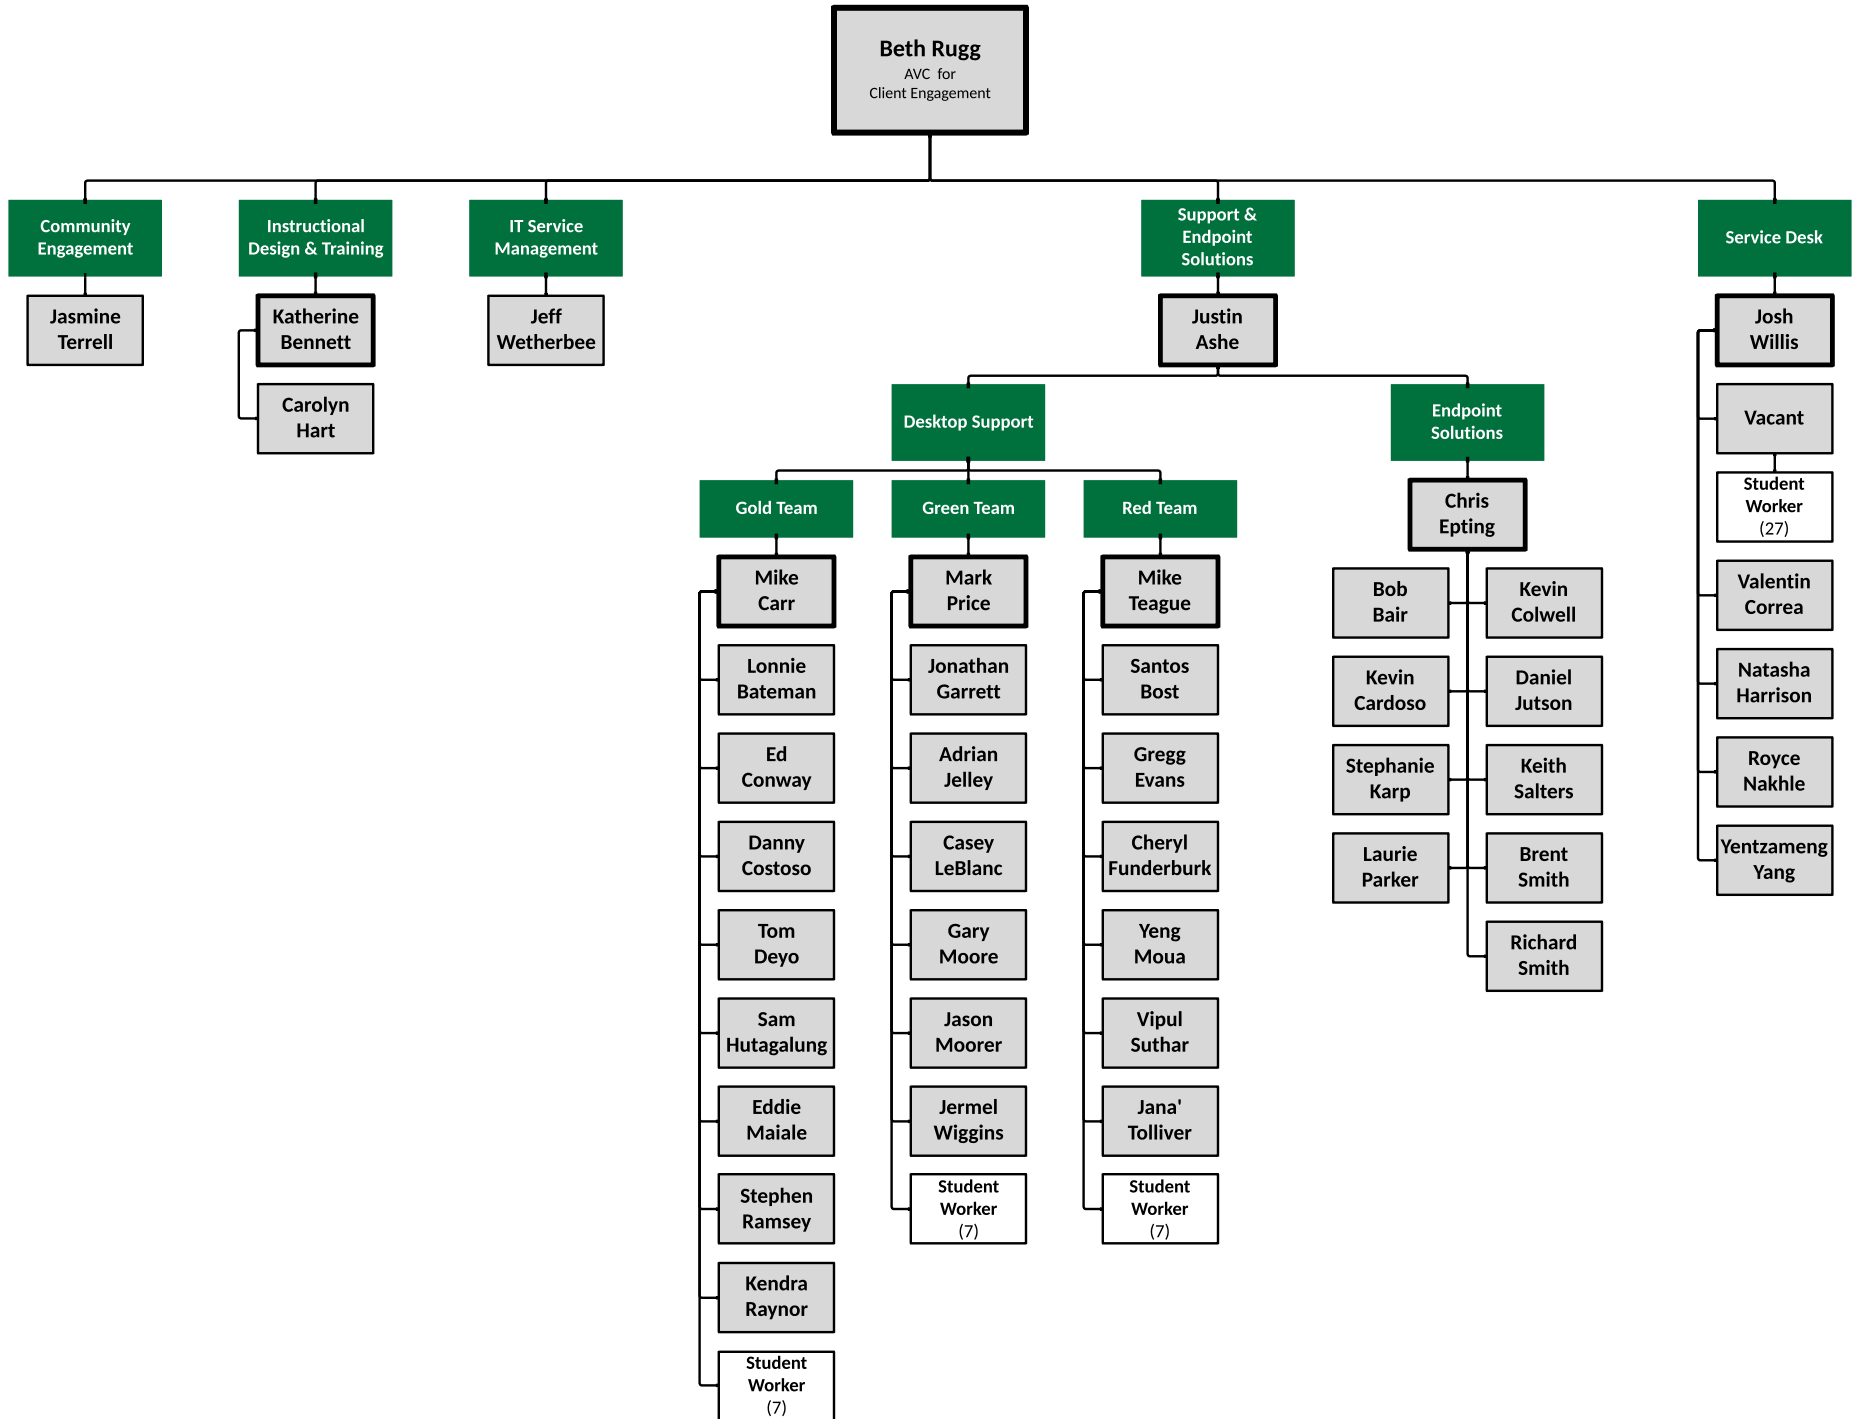 Beth Rugg
AVC for
Client Engagement
Community
Engagement
Jasmine
Terrell
Instructional
Design & Training
Katherine
Bennett
Carolyn
Hart
IT Service
Management
Jeff
Wetherbee
Support &
Endpoint
Solutions
Justin
Ashe
Desktop Support
Gold Team
Mike
Carr
Lonnie
Bateman
Ed
Conway
Danny
Costoso
Tom
Deyo
Sam
Hutagalung
Eddie
Maiale
Stephen
Ramsey
Kendra
Raynor
Student
Worker
(7)
Green Team
Mark
Price
Jonathan
Garrett
Adrian
Jelley
Casey
LeBlanc
Gary
Moore
Jason
Moorer
Jermel
Wiggins
Student
Worker
(7)
Red Team
Mike
Teague
Santos
Bost
Gregg
Evans
Cheryl
Funderburk
Yeng
Moua
Vipul
Suthar
Jana'
Tolliver
Student
Worker
(7)
Endpoint
Solutions
Chris
Epting
Bob
Bair
Kevin
Colwell
Kevin
Cardoso
Daniel
Jutson
Stephanie
Karp
Keith
Salters
Laurie
Parker
Brent
Smith
Richard
Smith
Service Desk
Josh
Willis
Vacant
Student
Worker
(27)
Valentin
Correa
Natasha
Harrison
Royce
Nakhle
Yentzameng
Yang